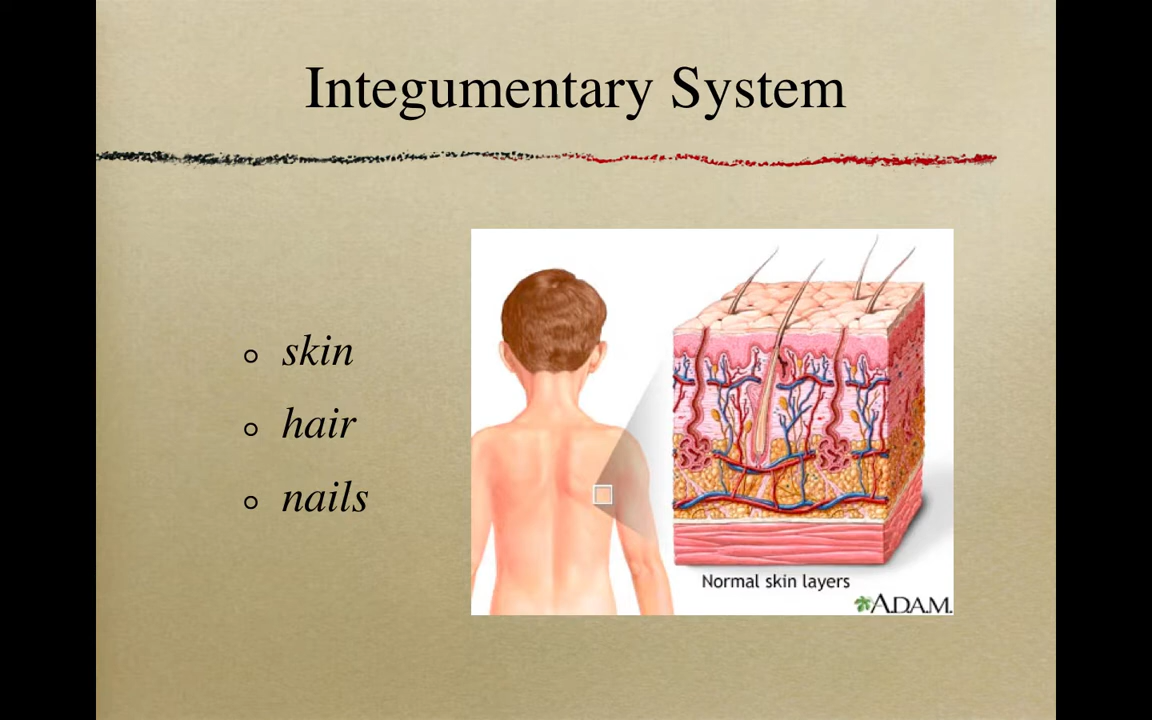 Integumentary System
skin
hair
nails
Normal skin layers
A.D.A.M.